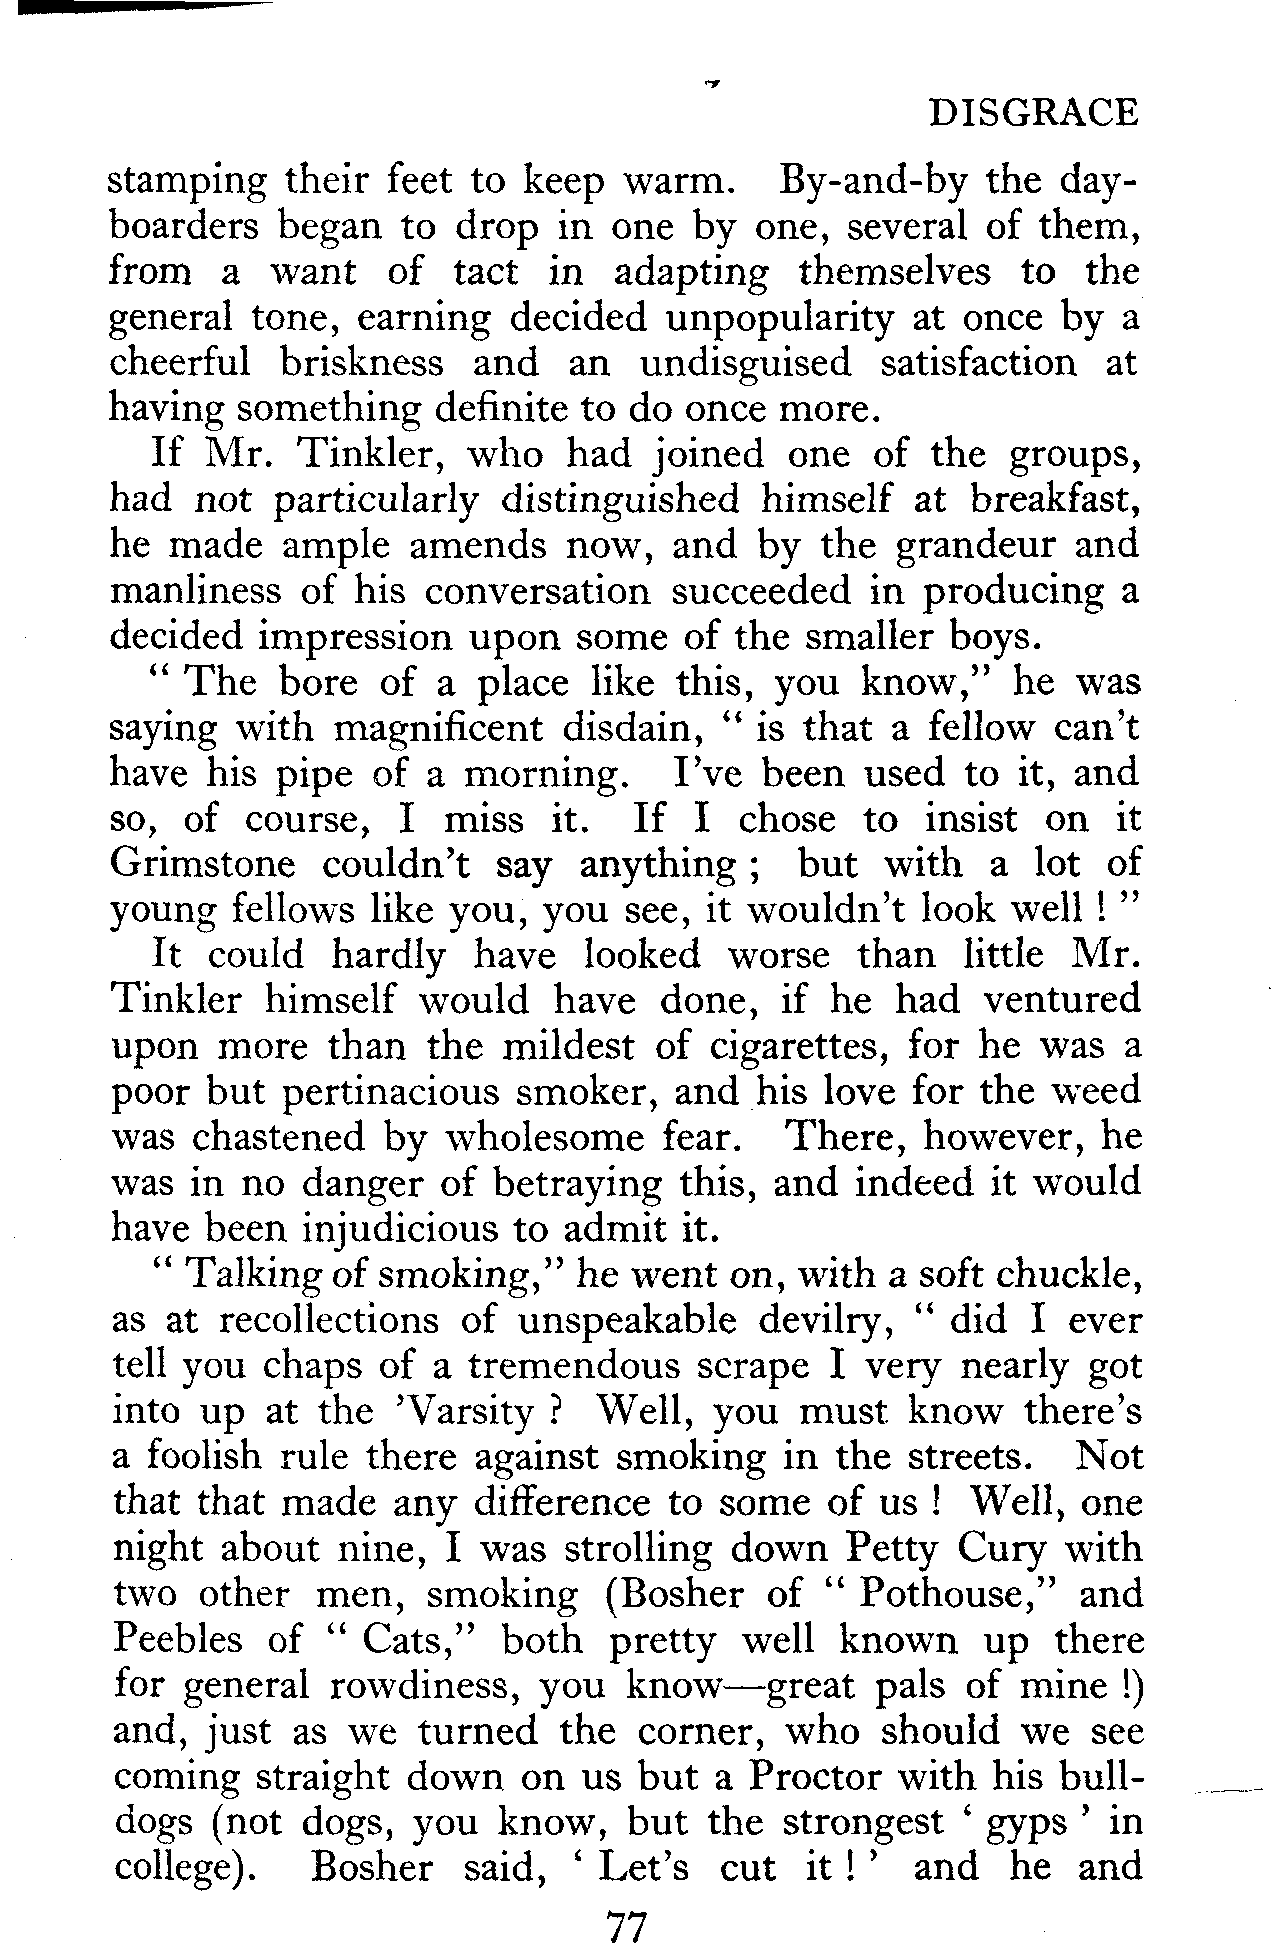 DISGRACE
stamping their feet to keep warm. By-and-by the day-
boarders began to drop in one by one, several of them,
from a want of tact in adapting themselves to the
general tone, earning decided unpopularity at once by a
cheerful briskness and an undisguised satisfaction at
having something definite to do once more.
If Mr. Tinkler, who had joined one of the groups,
had not particularly distinguished himself at breakfast,
he made ample amends now, and by the grandeur and
manliness of his conversation succeeded in producing a
decided impression upon some of the smaller boys.
“ The bore of a place like this, you know,” he was
saying with magnificent disdain, “ is that a fellow can't
have his pipe of a morning. I've been used to it, and
so, of course, I miss it. If I chose to insist on it
Grimstone couldn't say anything ; but with a lot of
young fellows like you, you see, it wouldn't look well ! ”
It could hardly have looked worse than little Mr.
Tinkler himself would have done, if he had ventured
upon more than the mildest of cigarettes, for he was a
poor but pertinacious smoker, and his love for the weed
was chastened by wholesome fear. There, however, he
was in no danger of betraying this, and indeed it would
have been injudicious to admit it.
“ Talking of smoking,” he went on, with a soft chuckle,
as at recollections of unspeakable devilry, “ did I ever
tell you chaps of a tremendous scrape I very nearly got
into up at the ’Varsity ? Well, you must know there's
a foolish rule there against smoking in the streets. Not
that that made any difference to some of us ! Well, one
night about nine, I was strolling down Petty Cury with
two other men, smoking (Bosher of “ Pothouse,” and
Peebles of “ Cats,” both pretty well known up there
for general rowdiness, you know—great pals of mine !)
and, just as we turned the corner, who should we see
coming straight down on us but a Proctor with his bull-
dogs (not dogs, you know, but the strongest ‘ gyps ’ in
college). Bosher said, ‘ Let's cut it ! ’ and he and
77